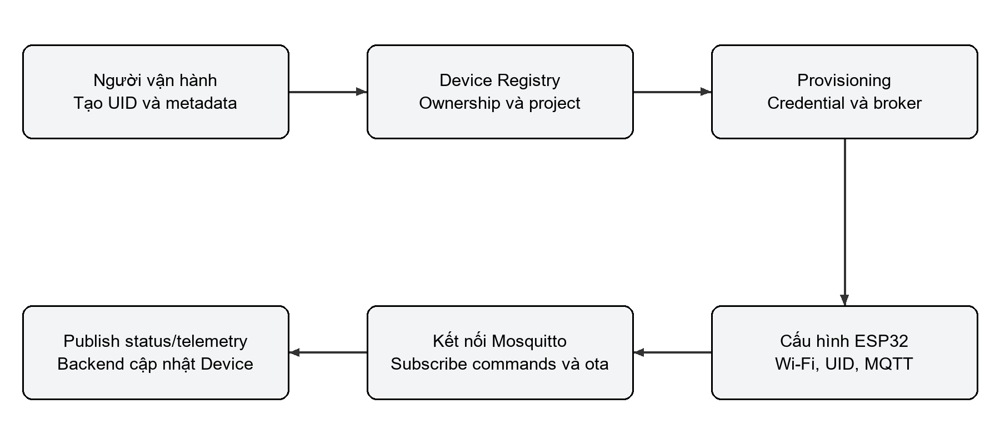 Người vận hành
Tạo UID và metadata
Device Registry
Ownership và project
Provisioning
Credential và broker
Cấu hình ESP32
Wi-Fi, UID, MQTT
Kết nối Mosquitto
Subscribe commands và ota
Publish status/telemetry
Backend cập nhật Device